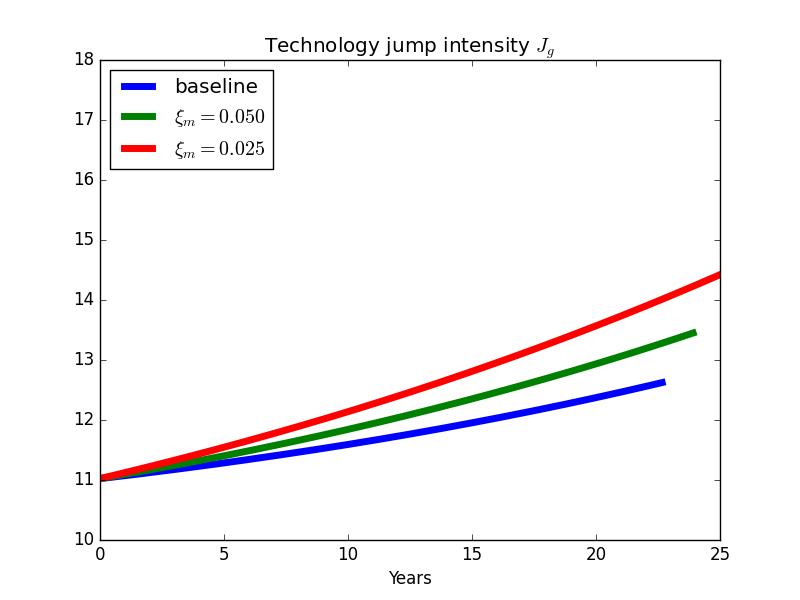 Technology jump intensity $J_g$
baseline
$\xi_m = 0.050$
$\xi_m = 0.025$
18
17
16
15
14
13
12
11
10
0 5 10 15 20 25
Years